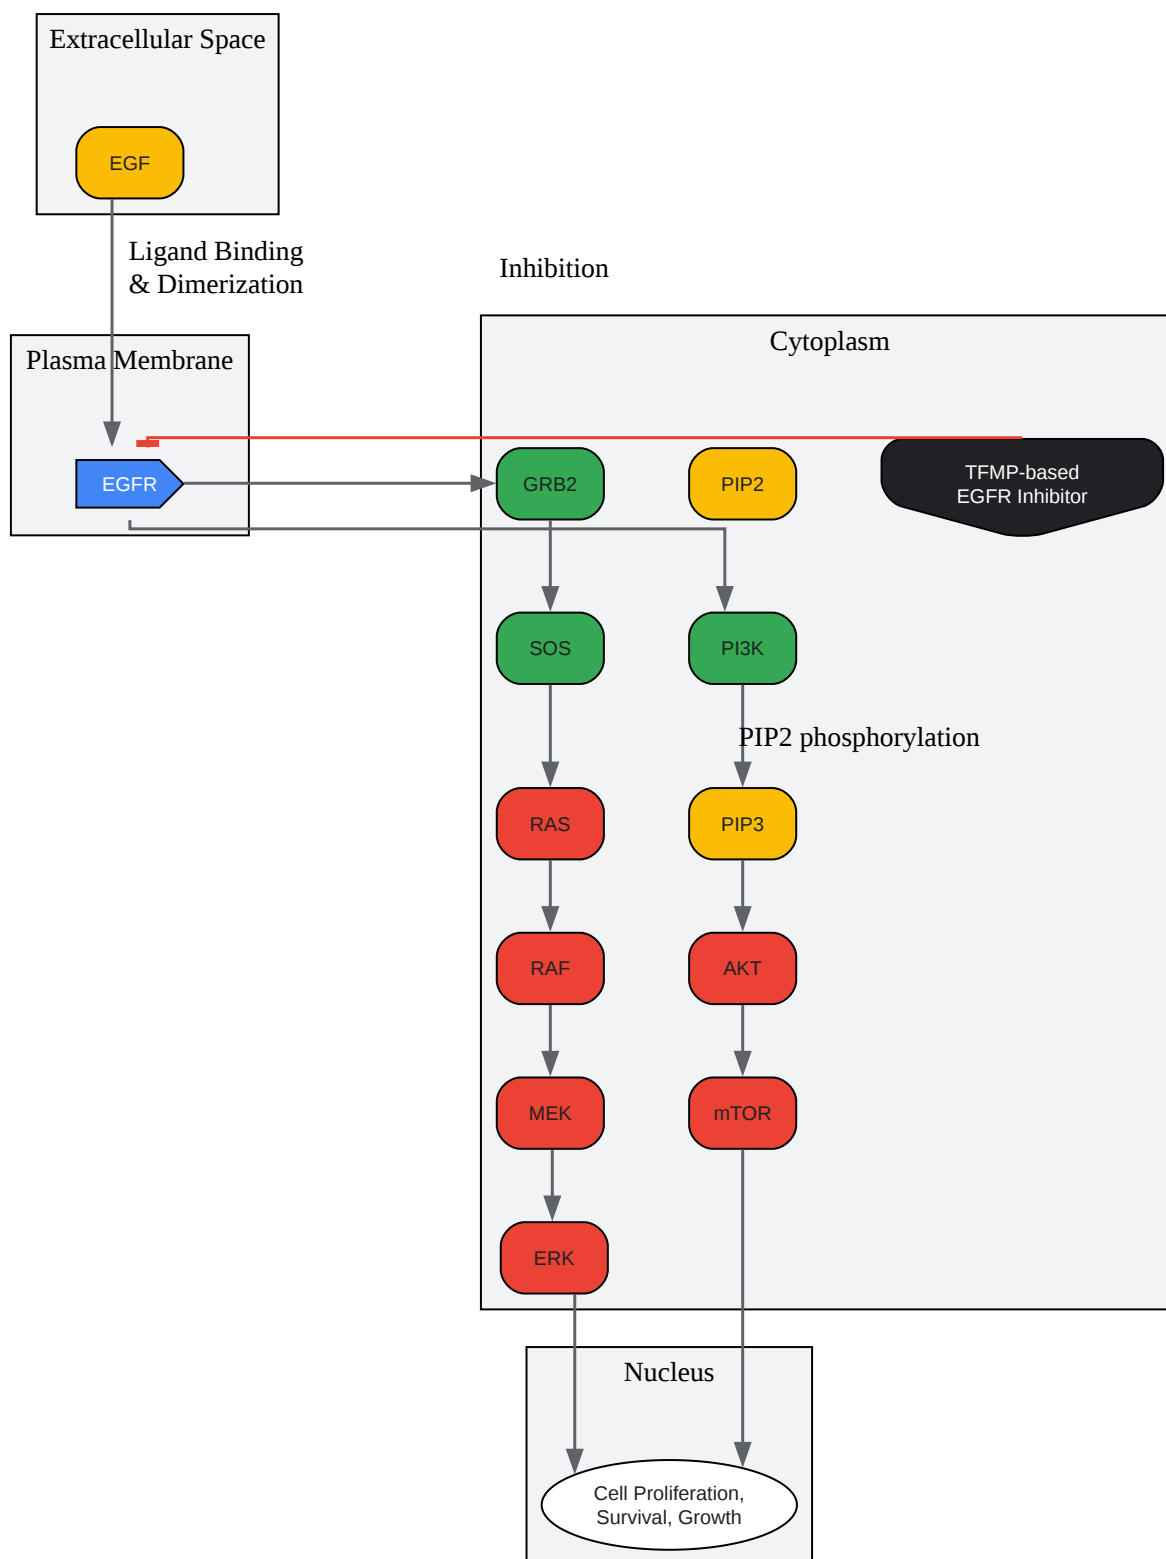 Extracellular Space
EGF
Ligand Binding
& Dimerization
Inhibition
Plasma Membrane
Cytoplasm
EGFR
GRB2
PIP2
TFMP-based
EGFR Inhibitor
SOS
PI3K
PIP2 phosphorylation
RAS
PIP3
RAF
AKT
MEK
mTOR
ERK
Nucleus
Cell Proliferation,
Survival, Growth